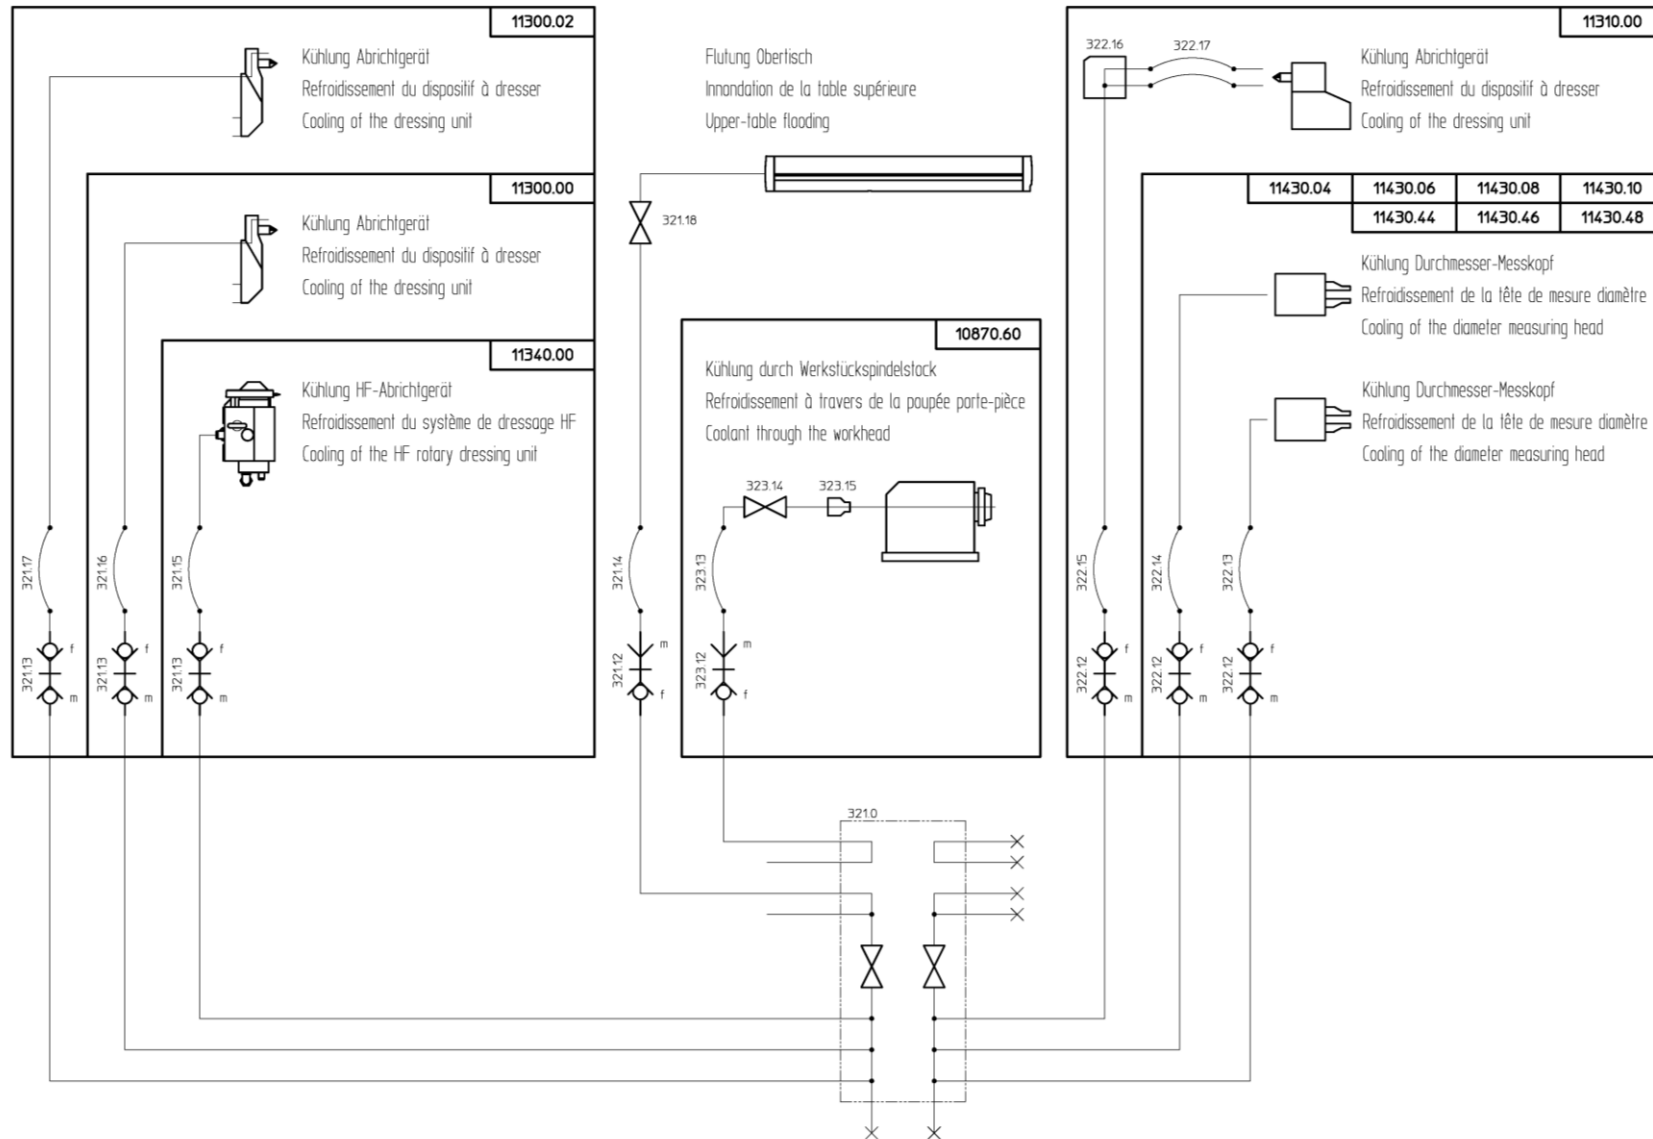 11300.02
Kühlung Abrichtgerät
Refroidissement du dispositif à dresser
Cooling of the dressing unit
11300.00
Kühlung Abrichtgerät
Refroidissement du dispositif à dresser
Cooling of the dressing unit
11340.00
Kühlung HF-Abrichtgerät
Refroidissement du système de dressage HF
Cooling of the HF rotary dressing unit
321.17
321.16
321.15
321.13 f m
321.13 f m
321.13 f m
Flutung Obertisch
Innondation de la table supérieure
Upper-table flooding
321.18
321.14
321.12 m f
10870.60
Kühlung durch Werkstückspindelstock
Refroidissement à travers de la poupée porte-pièce
Coolant through the workhead
323.14 323.15
323.13
323.12 m f
11310.00
322.16 322.17
Kühlung Abrichtgerät
Refroidissement du dispositif à dresser
Cooling of the dressing unit
11430.04 11430.06 11430.08 11430.10
11430.44 11430.46 11430.48
Kühlung Durchmesser-Messkopf
Refroidissement de la tête de mesure diamètre
Cooling of the diameter measuring head
Kühlung Durchmesser-Messkopf
Refroidissement de la tête de mesure diamètre
Cooling of the diameter measuring head
322.15
322.14
322.13
322.12 f m
322.12 f m
322.12 f m
321.0